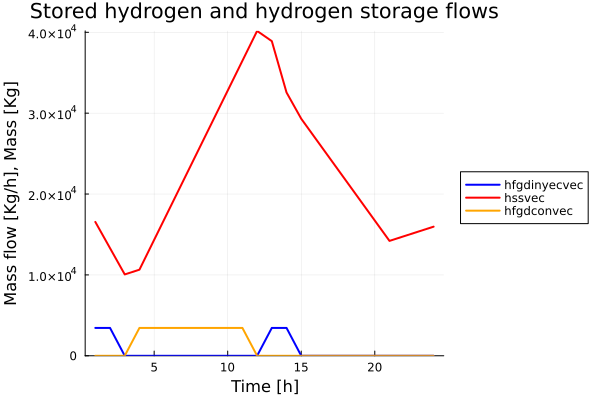 Stored hydrogen and hydrogen storage flows
Mass flow [Kg/h], Mass [Kg]
4.0×10⁴
3.0×10⁴
2.0×10⁴
1.0×10⁴
0
5 10 15 20
Time [h]
hfgdinyecvec
hssvec
hfgdconvec